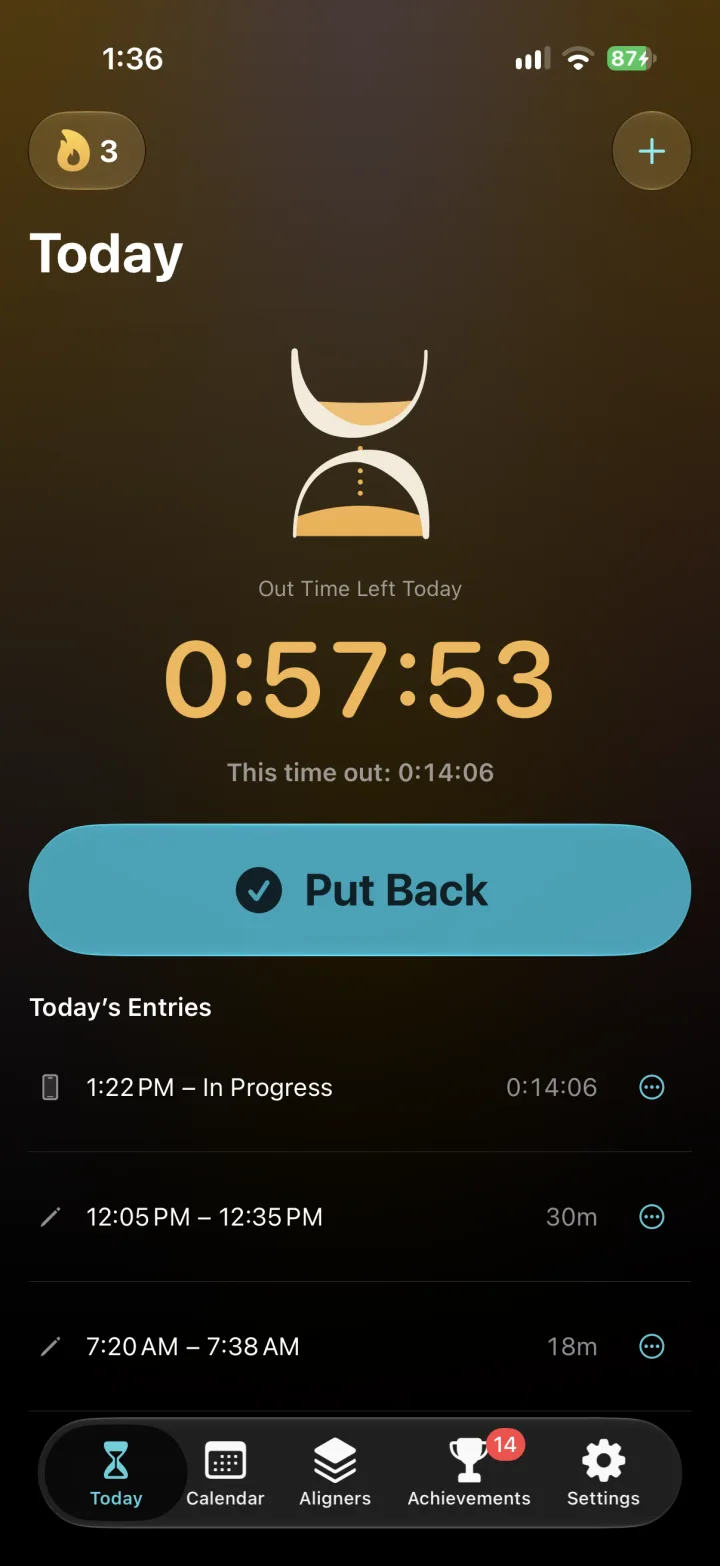 1:36
87
3
Today
Out Time Left Today
0:57:53
This time out: 0:14:06
Put Back
Today’s Entries
1:22 PM – In Progress 0:14:06
12:05 PM – 12:35 PM 30m
7:20 AM – 7:38 AM 18m
14
Today Calendar Aligners Achievements Settings